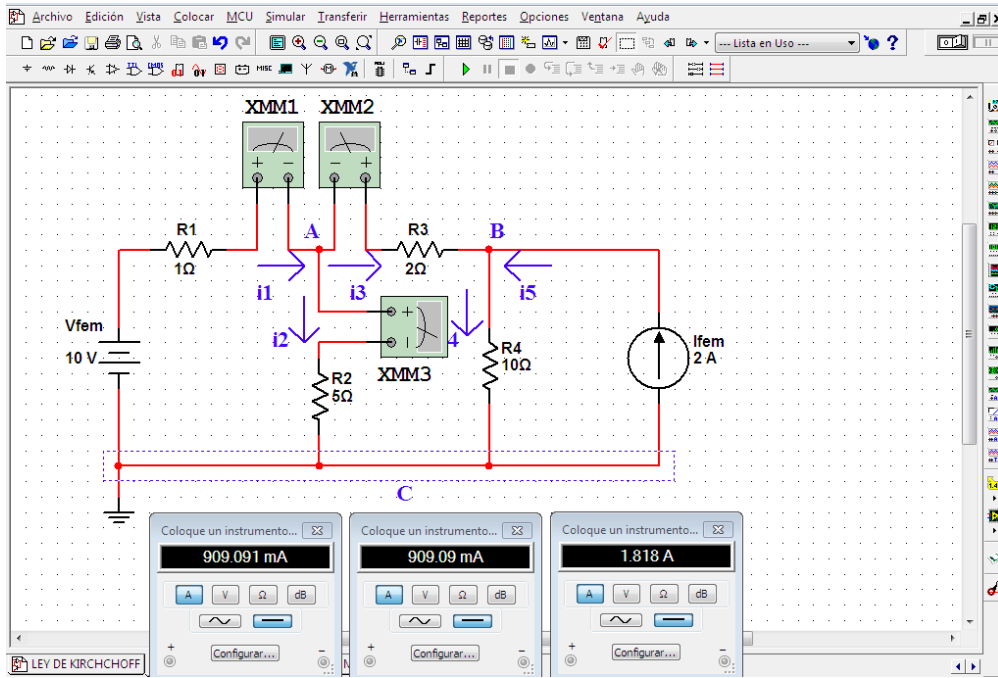 Archivo Edición Vista Colocar MCU Simular Transferir Herramientas Reportes Opciones Ventana Ayuda
--- Lista en Uso ---
?
MISC
XMM1 XMM2
+ - - +
R1 A R3 B
1Ω 2Ω
i1 i3 i5
Vfem
10 V
i2
XMM3
4
R2
5Ω
R4
10Ω
Ifem
2 A
C
Coloque un instrumento...
909.091 mA
A V Ω dB
Configurar...
+ -
Coloque un instrumento...
909.09 mA
A V Ω dB
Configurar...
+ -
Coloque un instrumento...
1.818 A
A V Ω dB
Configurar...
+ -
LEY DE KIRCHCHOFF